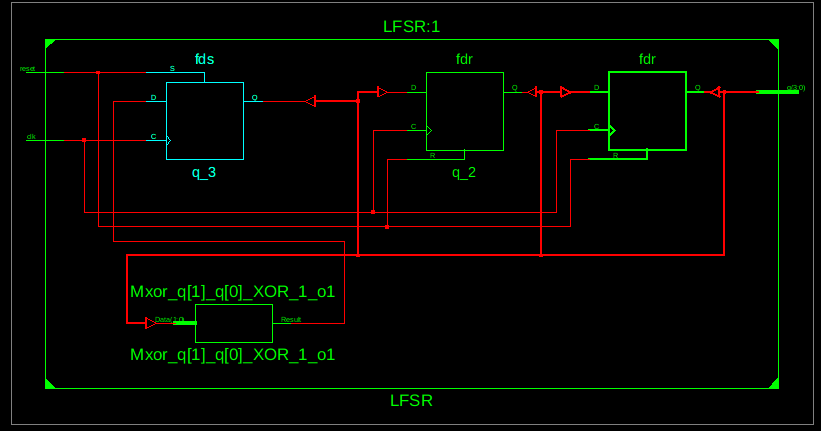 LFSR:1
fds
fdr
fdr
reset
S
D
Q
D
Q
D
Q
q(3:0)
clk
C
C
C
R
R
q_3
q_2
Mxor_q[1]_q[0]_XOR_1_o1
Data(1:0)
Result
Mxor_q[1]_q[0]_XOR_1_o1
LFSR